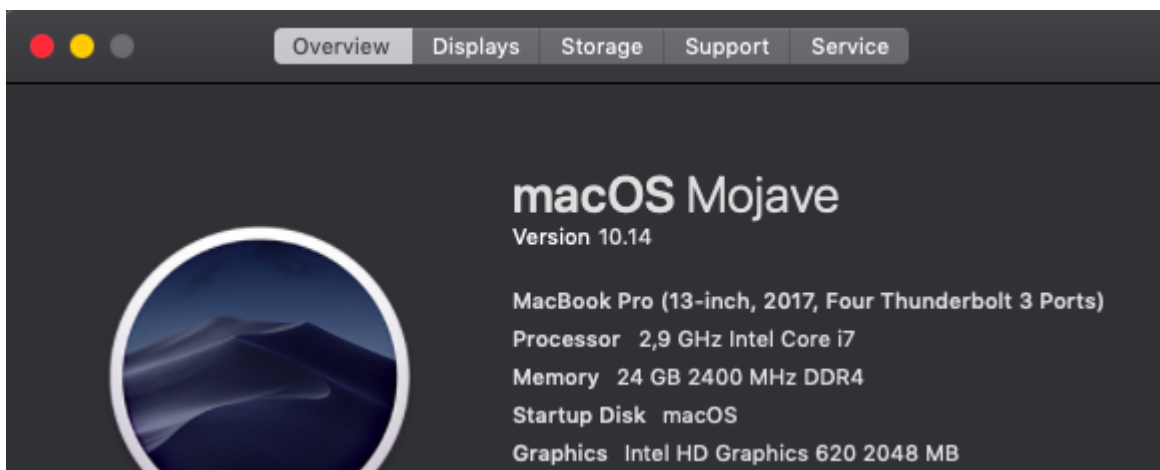 Overview Displays Storage Support Service
macOS Mojave
Version 10.14
MacBook Pro (13-inch, 2017, Four Thunderbolt 3 Ports)
Processor 2,9 GHz Intel Core i7
Memory 24 GB 2400 MHz DDR4
Startup Disk macOS
Graphics Intel HD Graphics 620 2048 MB